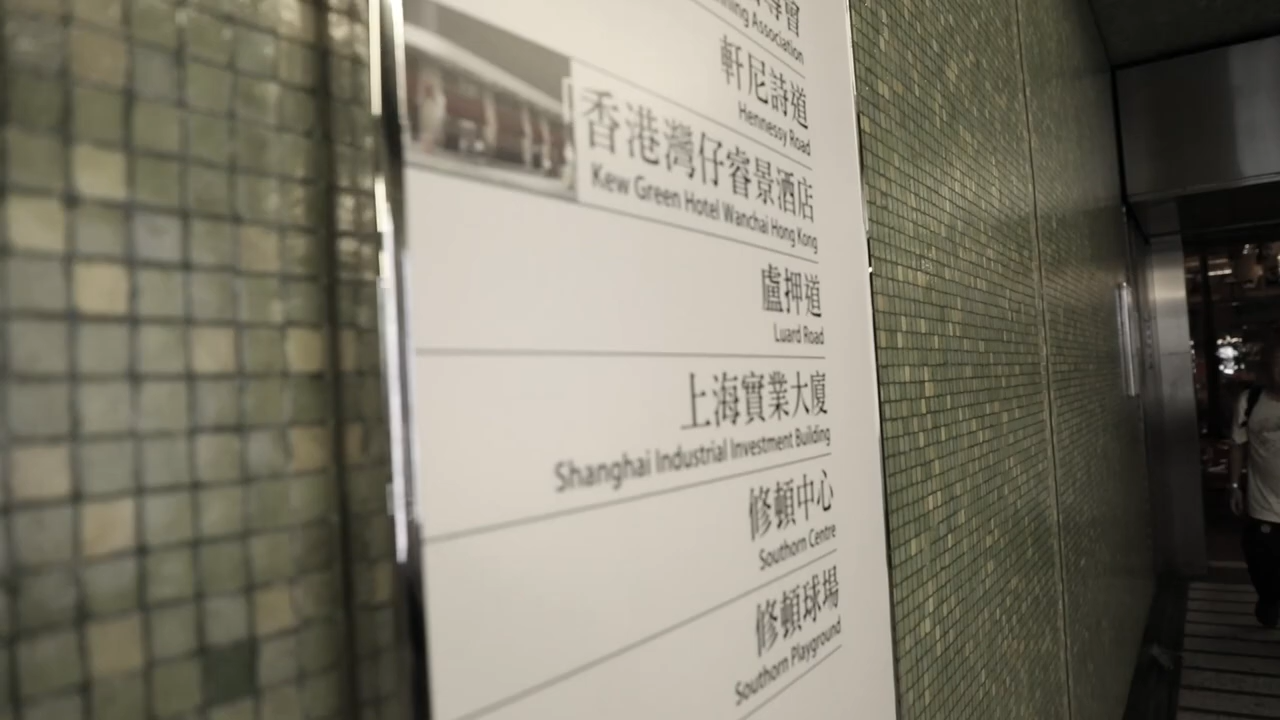 Association
軒尼詩道
Hennessy Road
香港灣仔睿景酒店
Kew Green Hotel Wanchai Hong Kong
盧押道
Luard Road
上海實業大廈
Shanghai Industrial Investment Building
修頓中心
Southorn Centre
修頓球場
Southorn Playground